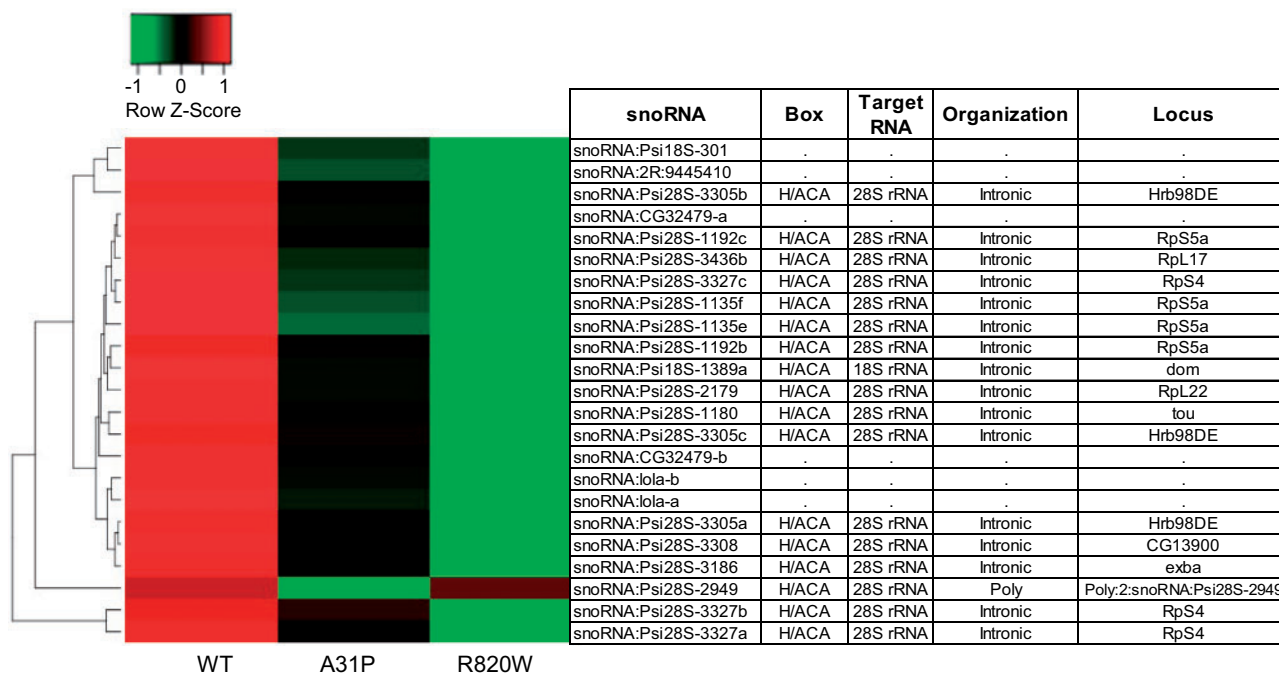 -1 0 1
Row Z-Score
snoRNA Box Target RNA Organization Locus
snoRNA:Psi18S-301 . . . .
snoRNA:2R:9445410 . . . .
snoRNA:Psi28S-3305b H/ACA 28S rRNA Intronic Hrb98DE
snoRNA:CG32479-a . . . .
snoRNA:Psi28S-1192c H/ACA 28S rRNA Intronic RpS5a
snoRNA:Psi28S-3436b H/ACA 28S rRNA Intronic RpL17
snoRNA:Psi28S-3327c H/ACA 28S rRNA Intronic RpS4
snoRNA:Psi28S-1135f H/ACA 28S rRNA Intronic RpS5a
snoRNA:Psi28S-1135e H/ACA 28S rRNA Intronic RpS5a
snoRNA:Psi28S-1192b H/ACA 28S rRNA Intronic RpS5a
snoRNA:Psi18S-1389a H/ACA 18S rRNA Intronic dom
snoRNA:Psi28S-2179 H/ACA 28S rRNA Intronic RpL22
snoRNA:Psi28S-1180 H/ACA 28S rRNA Intronic tou
snoRNA:Psi28S-3305c H/ACA 28S rRNA Intronic Hrb98DE
snoRNA:CG32479-b . . . .
snoRNA:lola-b . . . .
snoRNA:lola-a . . . .
snoRNA:Psi28S-3305a H/ACA 28S rRNA Intronic Hrb98DE
snoRNA:Psi28S-3308 H/ACA 28S rRNA Intronic CG13900
snoRNA:Psi28S-3186 H/ACA 28S rRNA Intronic exba
snoRNA:Psi28S-2949 H/ACA 28S rRNA Poly Poly:2:snoRNA:Psi28S-2949
snoRNA:Psi28S-3327b H/ACA 28S rRNA Intronic RpS4
snoRNA:Psi28S-3327a H/ACA 28S rRNA Intronic RpS4
WT A31P R820W